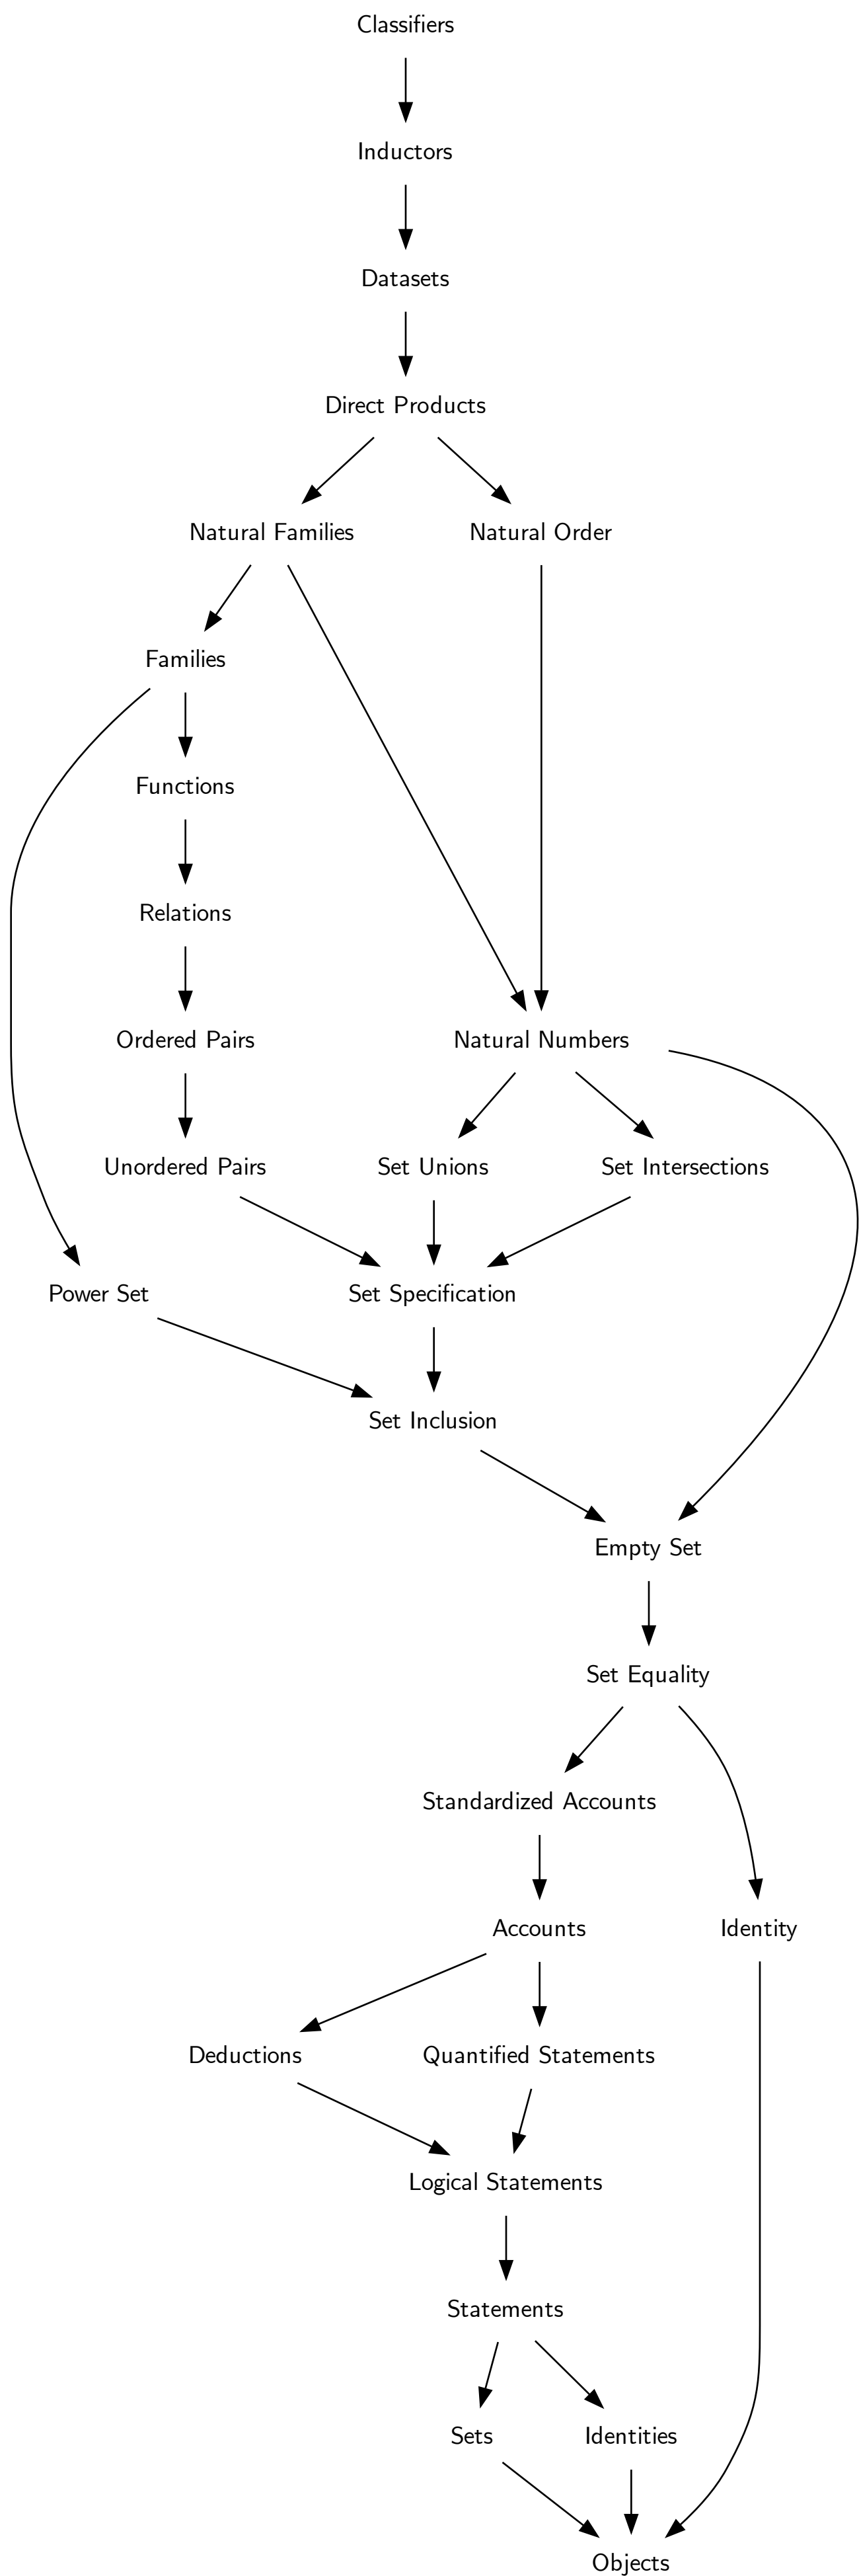 Classifiers
Inductors
Datasets
Direct Products
Natural Families
Natural Order
Families
Functions
Relations
Ordered Pairs
Natural Numbers
Unordered Pairs
Set Unions
Set Intersections
Power Set
Set Specification
Set Inclusion
Empty Set
Set Equality
Standardized Accounts
Accounts
Identity
Deductions
Quantified Statements
Logical Statements
Statements
Sets
Identities
Objects